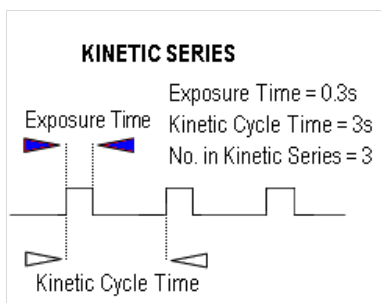 KINETIC SERIES
Exposure Time = 0.3s
Exposure Time
Kinetic Cycle Time = 3s
No. in Kinetic Series = 3
Kinetic Cycle Time